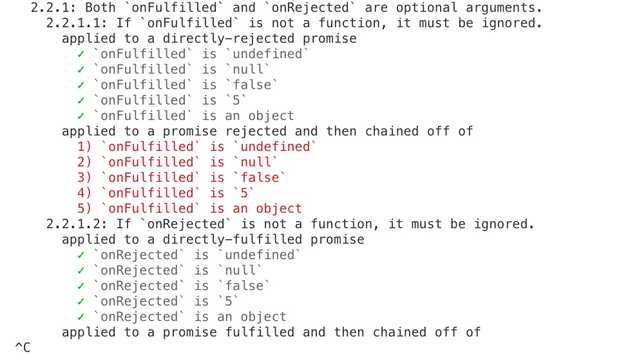 2.2.1: Both `onFulfilled` and `onRejected` are optional arguments.
2.2.1.1: If `onFulfilled` is not a function, it must be ignored.
applied to a directly-rejected promise
✓ `onFulfilled` is `undefined`
✓ `onFulfilled` is `null`
✓ `onFulfilled` is `false`
✓ `onFulfilled` is `5`
✓ `onFulfilled` is an object
applied to a promise rejected and then chained off of
1) `onFulfilled` is `undefined`
2) `onFulfilled` is `null`
3) `onFulfilled` is `false`
4) `onFulfilled` is `5`
5) `onFulfilled` is an object
2.2.1.2: If `onRejected` is not a function, it must be ignored.
applied to a directly-fulfilled promise
✓ `onRejected` is `undefined`
✓ `onRejected` is `null`
✓ `onRejected` is `false`
✓ `onRejected` is `5`
✓ `onRejected` is an object
applied to a promise fulfilled and then chained off of
^C